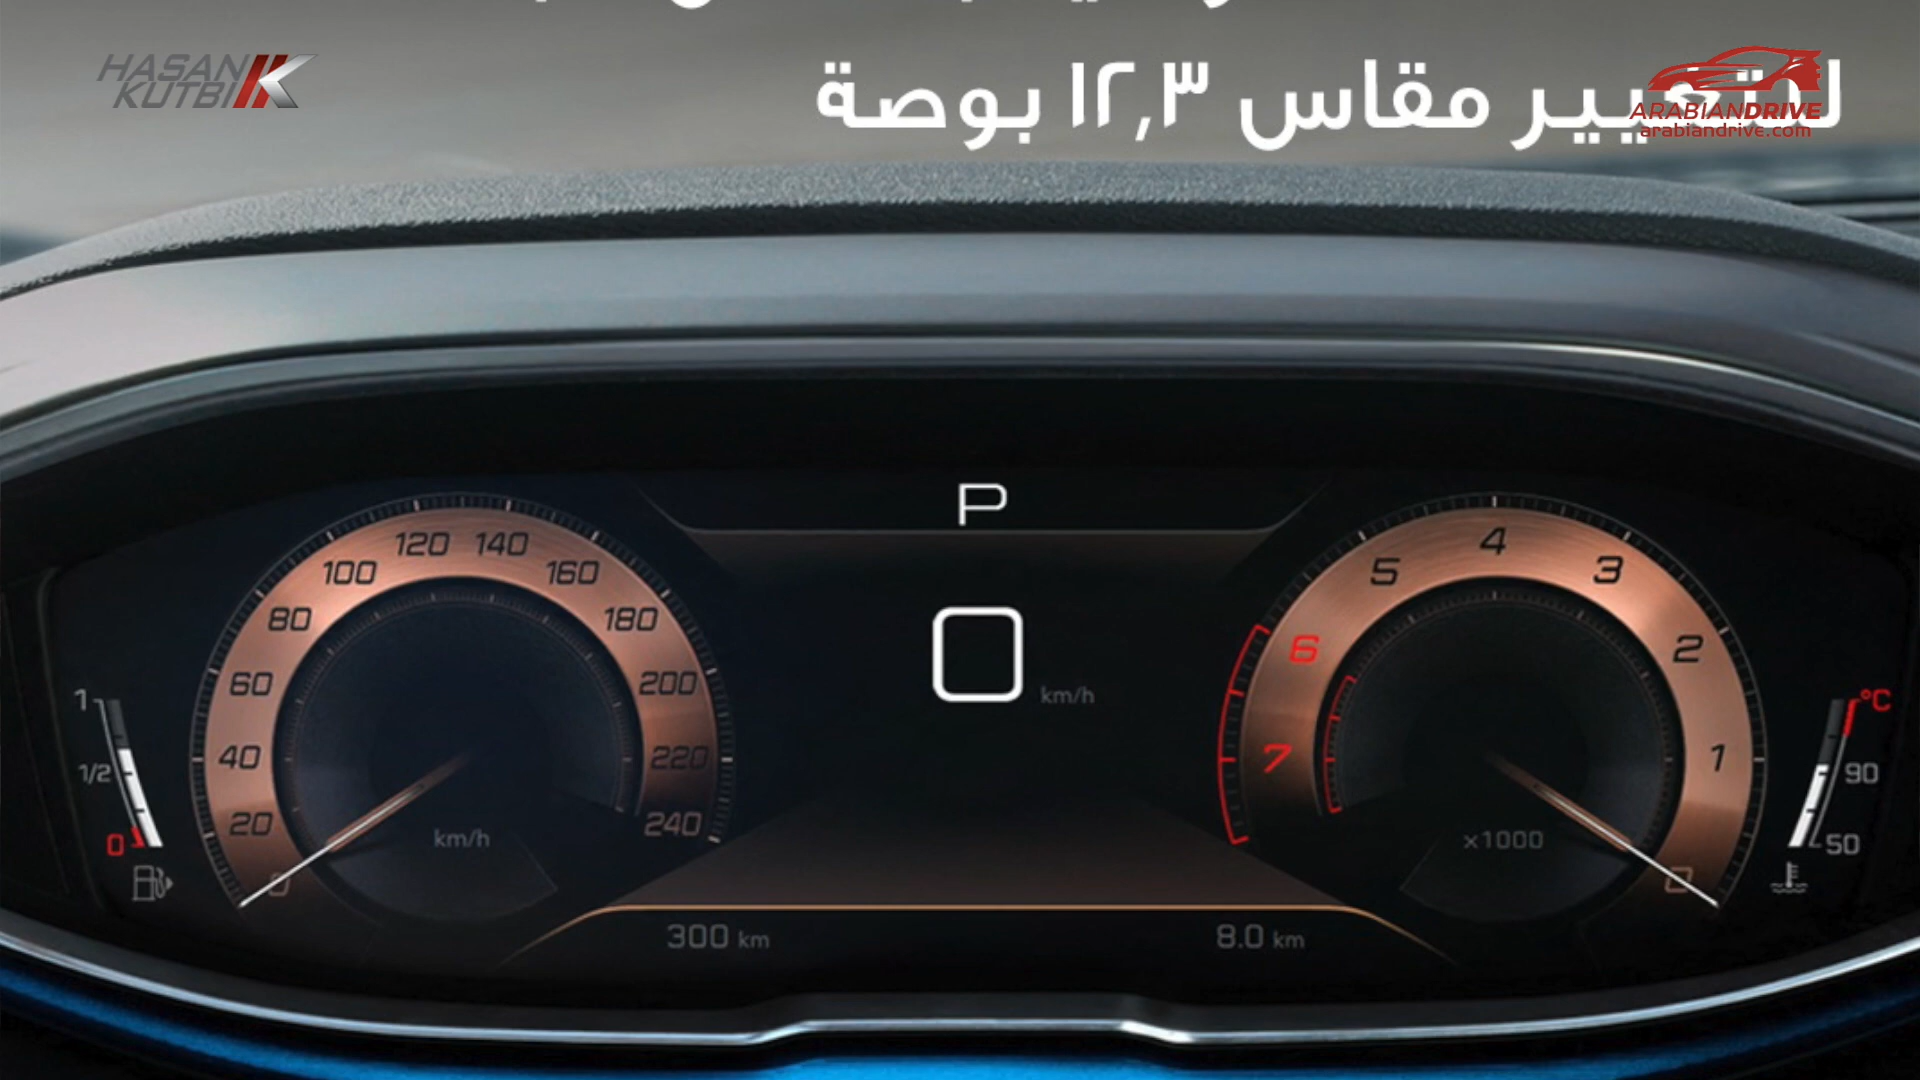 HASAN
KUTBI
للتغيير مقاس ١٢,٣ بوصة
ARABIANDRIVE
arabiandrive.com
P
0 km/h
0 20 40 60 80 100 120 140 160 180 200 220 240
km/h
7 6 5 4 3 2 1 0
x1000
1
1/2
0
°C
90
50
300 km
8.0 km